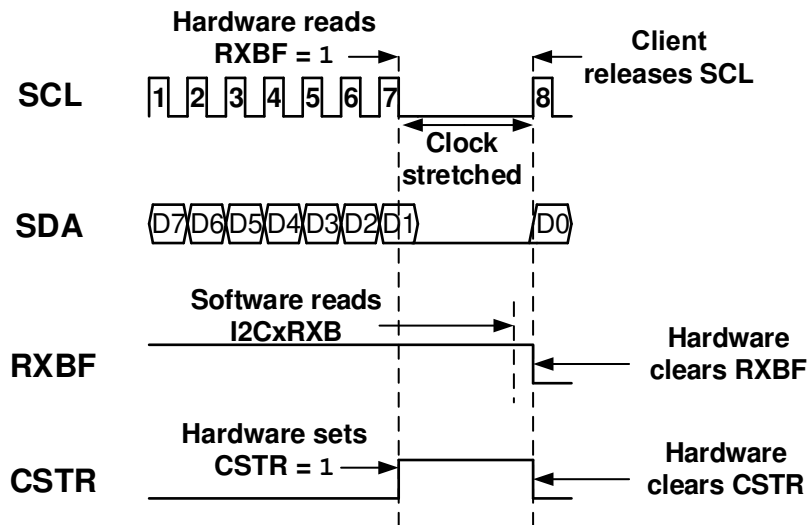 Hardware reads
RXBF = 1
Client
releases SCL
SCL
1 2 3 4 5 6 7 8
Clock
stretched
SDA
D7 D6 D5 D4 D3 D2 D1 D0
Software reads
I2CxRXB
RXBF
Hardware
clears RXBF
Hardware sets
CSTR = 1
CSTR
Hardware
clears CSTR